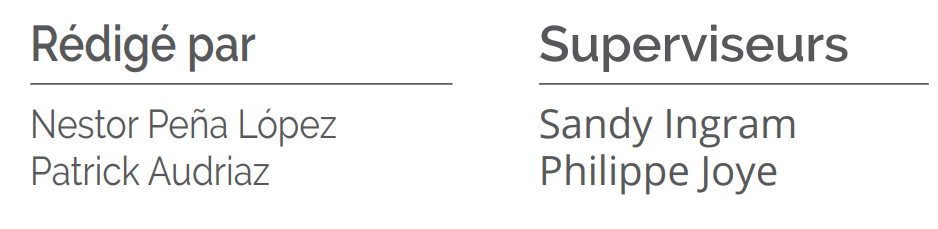 Rédigé par
Nestor Peña López
Patrick Audriaz
Superviseurs
Sandy Ingram
Philippe Joye